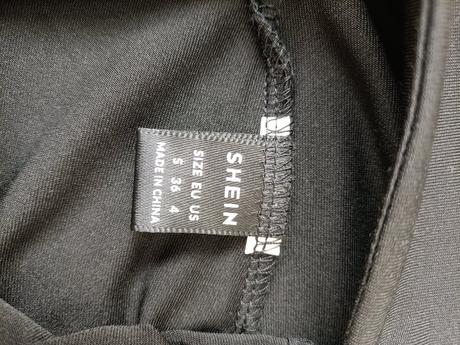 SHEIN
SIZE EU US
S 36 4
MADE IN CHINA